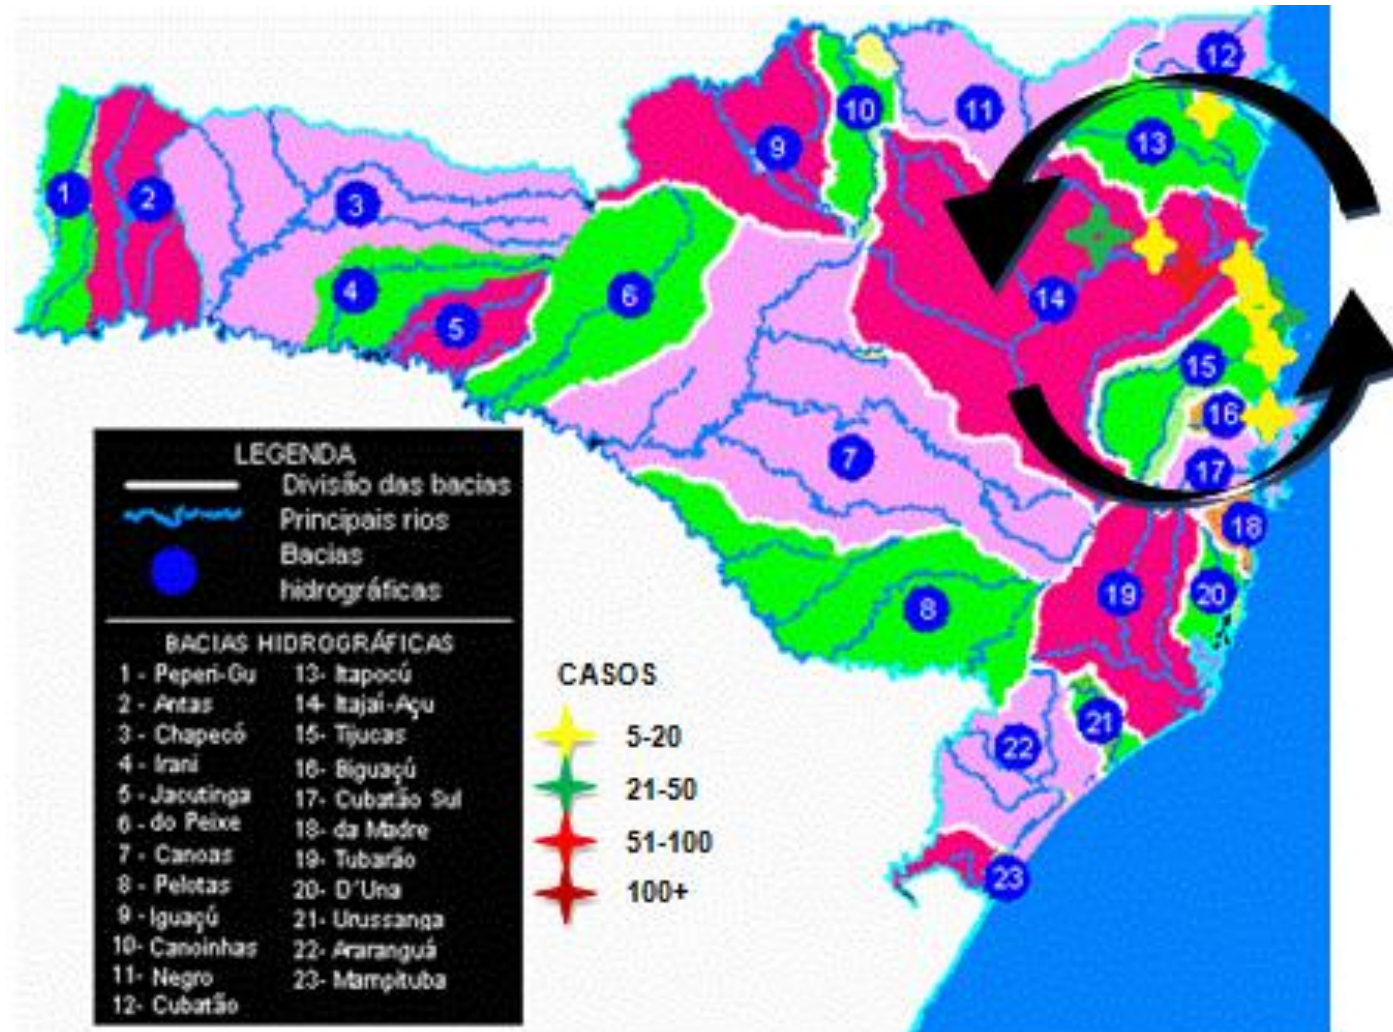 12
10
11
9
13
1
2
3
14
6
4
5
15
16
7
17
18
LEGENDA
Divisão das bacias
Principais rios
Bacias
hidrográficas
8
19
20
BACIAS HIDROGRÁFICAS
1 - Peperi-Gu
2 - Antas
3 - Chapecó
4 - Irani
5 - Jacutinga
6 - do Peixe
7 - Canoas
8 - Pelotas
9 - Iguaçú
10- Canoinhas
11- Negro
12- Cubatão
13- Itapocú
14- Itajaí-Açu
15- Tijucas
16- Biguaçú
17- Cubatão Sul
18- da Madre
19- Tubarão
20- D'Una
21- Urussanga
22- Araranguá
23- Mampituba
CASOS
5-20
21-50
51-100
100+
21
22
23